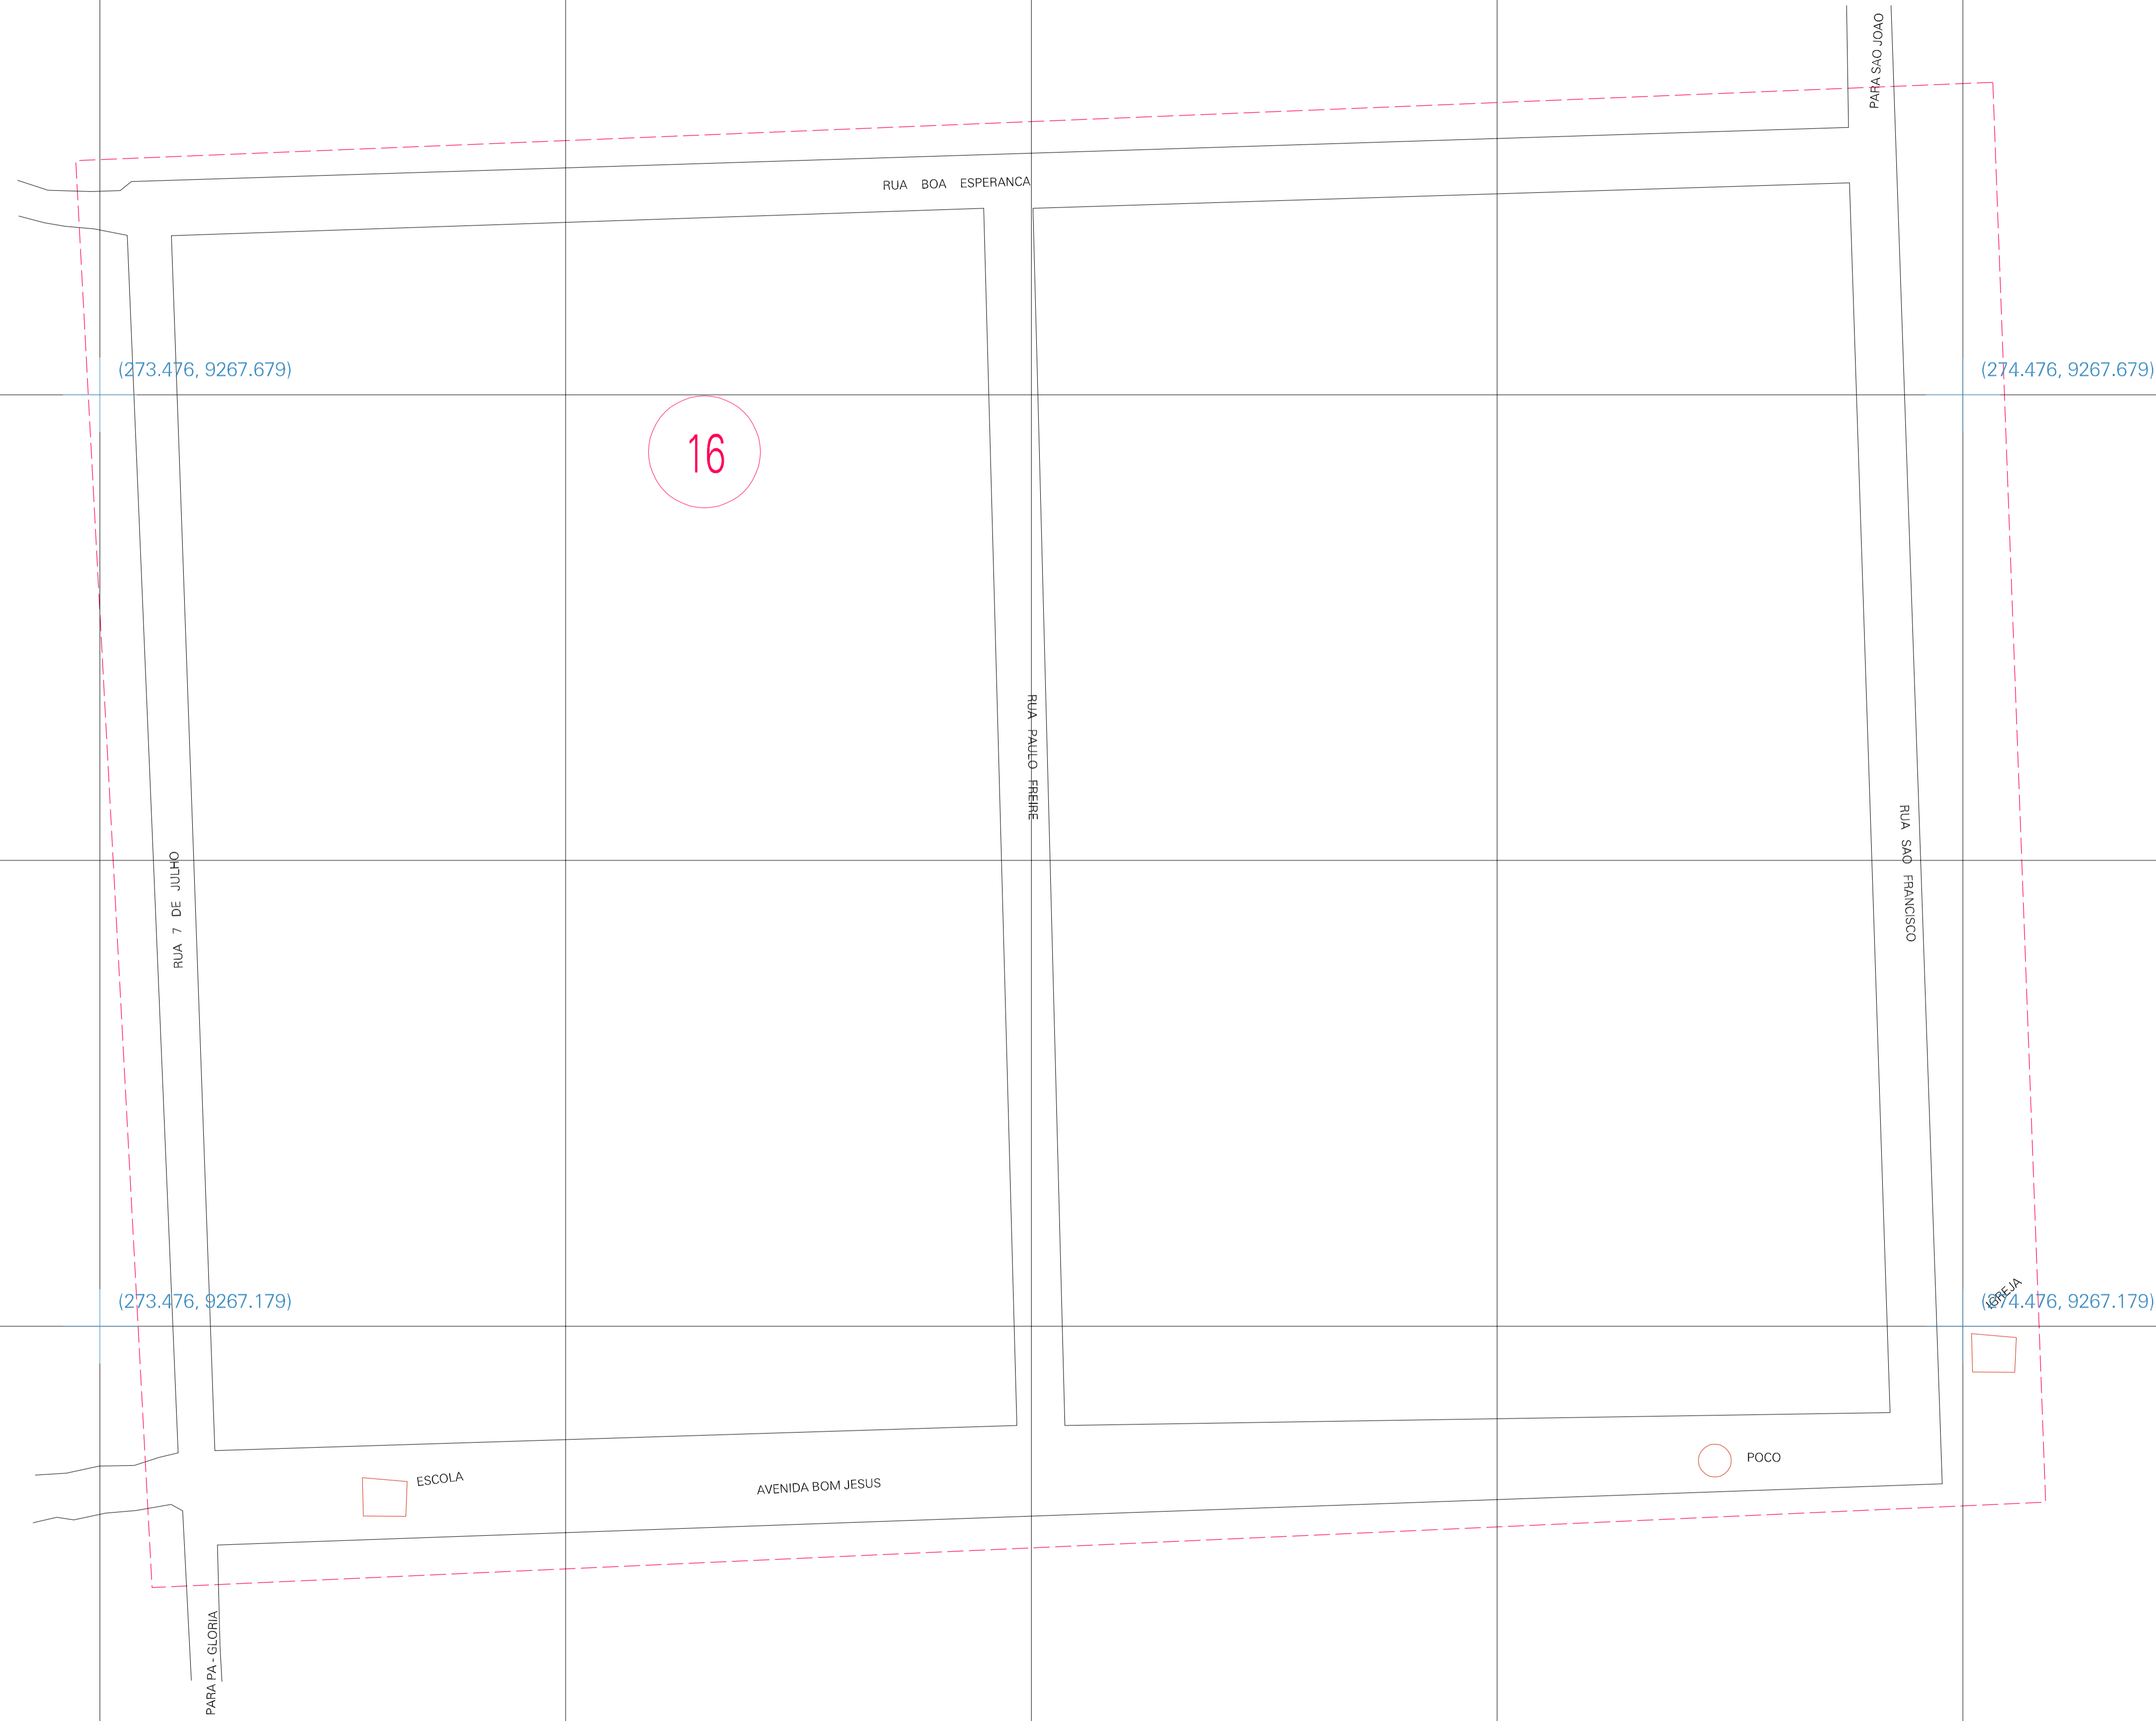 PARA SAO JOAO
RUA BOA ESPERANCA
(273.476, 9267.679)
(274.476, 9267.679)
16
RUA PAULO FREIRE
RUA 7 DE JULHO
RUA SAO FRANCISCO
IGREJA
(273.476, 9267.179)
(274.476, 9267.179)
ESCOLA
AVENIDA BOM JESUS
POCO
PARA PA - GLORIA